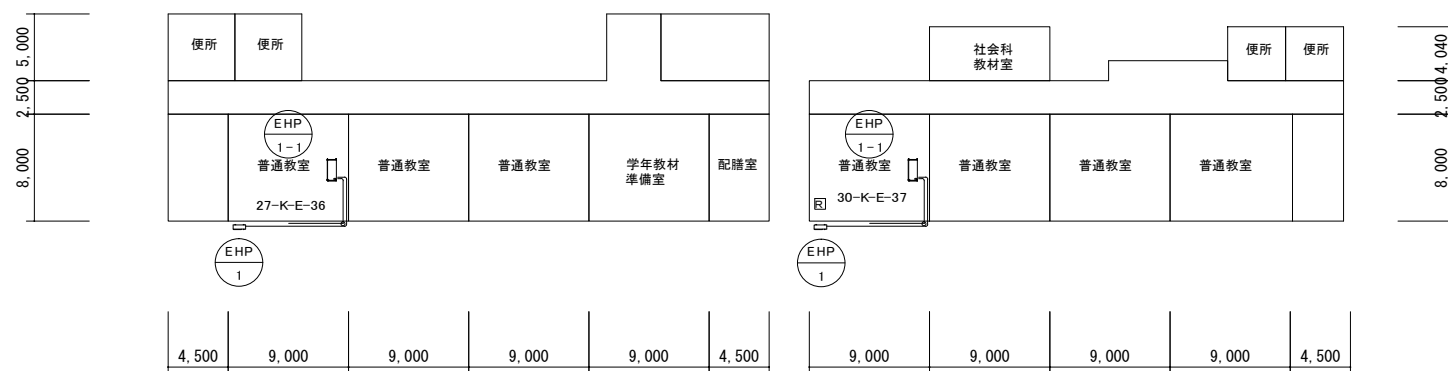 5,000
2,500
8,000
便所
便所
EHP
1-1
普通教室
普通教室
普通教室
学年教材
準備室
配膳室
27-K-E-36
EHP
1
社会科
教材室
便所
便所
EHP
1-1
普通教室
普通教室
普通教室
普通教室
R
30-K-E-37
EHP
1
4,040
2,500
8,000
4,500
9,000
9,000
9,000
9,000
4,500
9,000
9,000
9,000
9,000
4,500